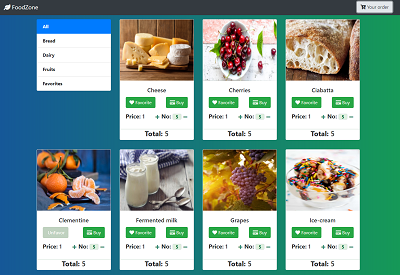 FoodZone
Your order
All
Bread
Dairy
Fruits
Favorites
Cheese
Favorite Buy
Price: 1 + No: 5 −
Total: 5
Cherries
Favorite Buy
Price: 1 + No: 5 −
Total: 5
Ciabatta
Favorite Buy
Price: 1 + No: 5 −
Total: 5
Clementine
Buy
Price: 1 + No: 5 −
Total: 5
Fermented milk
Favorite Buy
Price: 1 + No: 5 −
Total: 5
Grapes
Favorite Buy
Price: 1 + No: 5 −
Total: 5
Ice-cream
Favorite Buy
Price: 1 + No: 5 −
Total: 5